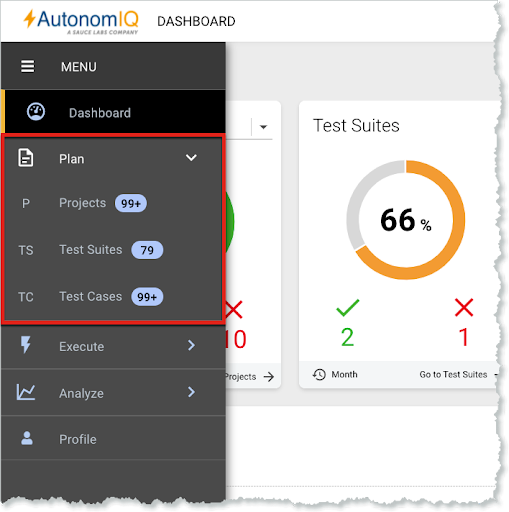 AutonomIQ
A SAUCE LABS COMPANY
DASHBOARD
MENU
Dashboard
Plan
P Projects 99+
TS Test Suites 79
TC Test Cases 99+
Execute
Analyze
Profile
10
Projects
Test Suites
66 %
2
1
Month
Go to Test Suites